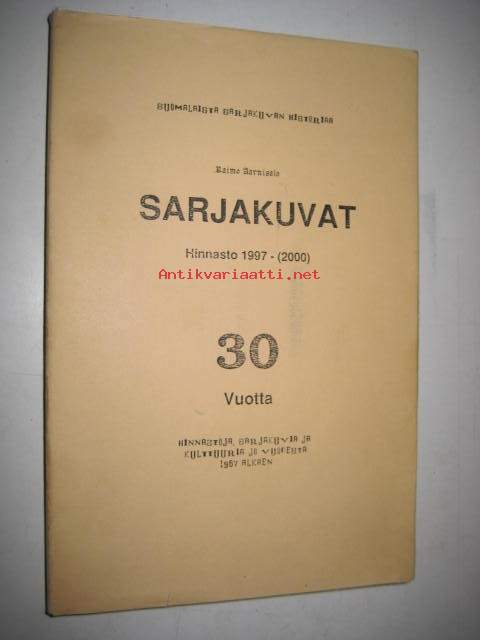 SUOMALAISTA SARJAKUVAN HISTORIAA
Raimo Aarnisalo
SARJAKUVAT
Hinnasto 1997 - (2000)
Antikvariaatti.net
30
Vuotta
HINNASTOJA, SARJAKUVIA JA
KULTTUURIA JO VUODESTA
1967 ALKAEN